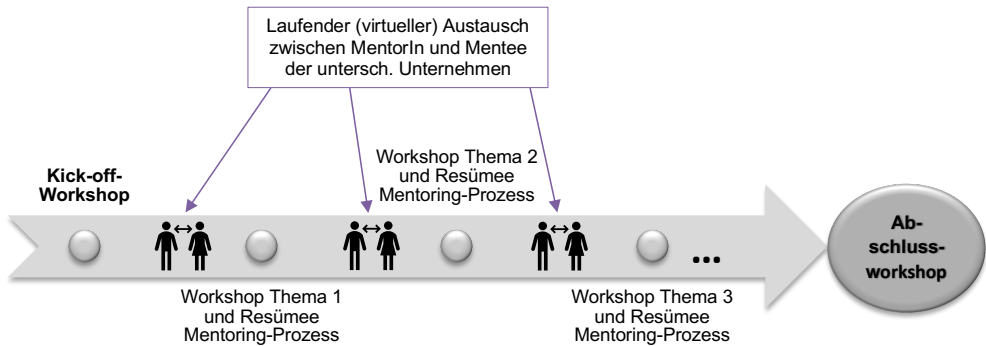 Laufender (virtueller) Austausch
zwischen MentorIn und Mentee
der untersch. Unternehmen
Workshop Thema 2
und Resümee
Mentoring-Prozess
Kick-off-
Workshop
Ab-
schluss-
workshop
...
Workshop Thema 1
und Resümee
Mentoring-Prozess
Workshop Thema 3
und Resümee
Mentoring-Prozess